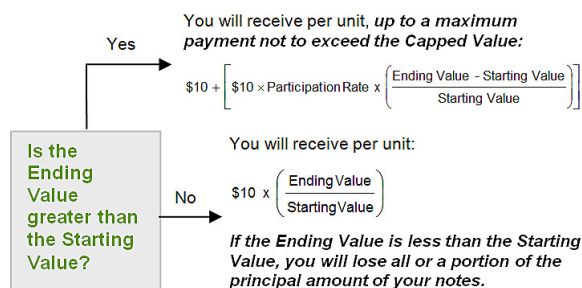 Yes
You will receive per unit, up to a maximum
payment not to exceed the Capped Value:
$10 + [$10 × Participation Rate x (Ending Value - Starting Value / Starting Value)]
Is the
Ending
Value
greater than
the Starting
Value?
No
You will receive per unit:
$10 x (Ending Value / Starting Value)
If the Ending Value is less than the Starting
Value, you will lose all or a portion of the
principal amount of your notes.